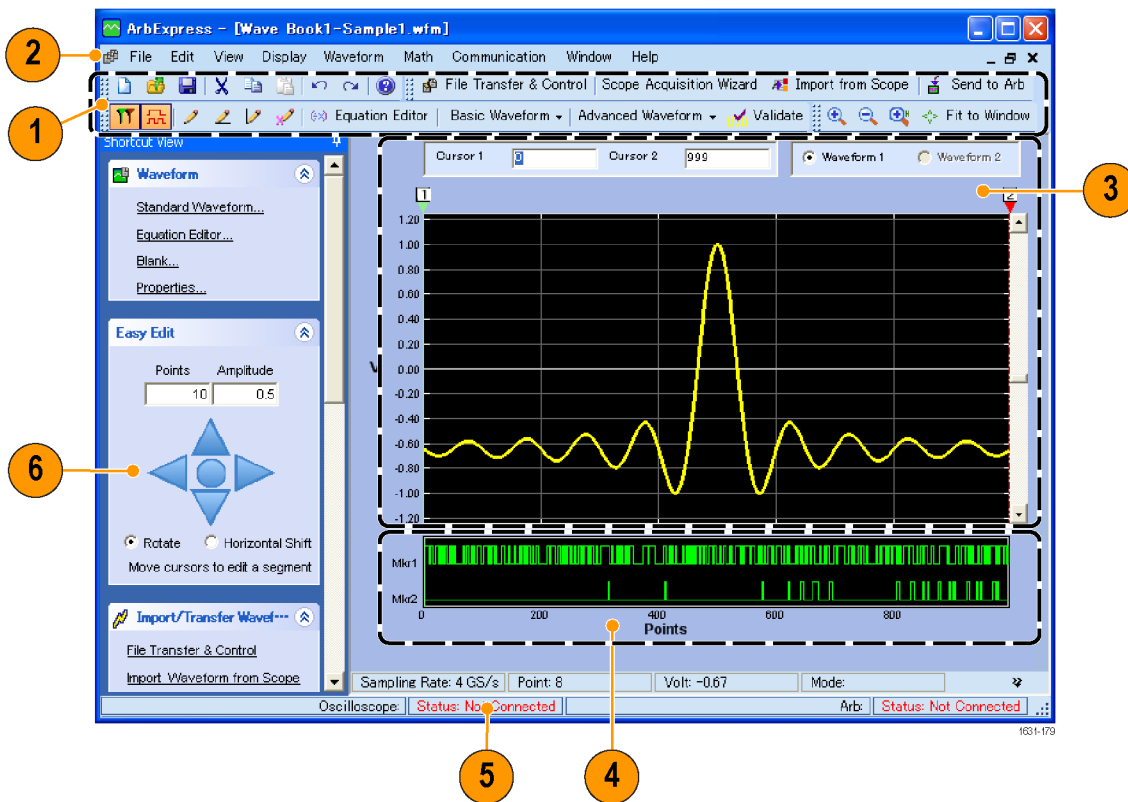 ArbExpress - [Wave Book1-Sample1.wfm]
2
File Edit View Display Waveform Math Communication Window Help
File Transfer & Control Scope Acquisition Wizard Import from Scope Send to Arb
1
Equation Editor Basic Waveform Advanced Waveform Validate Fit to Window
Shortcut View
Cursor 1 0 Cursor 2 999 Waveform 1 Waveform 2
3
Waveform
Standard Waveform...
Equation Editor...
Blank...
Properties...
1 2
1.20
1.00
0.80
0.60
0.40
0.20
0.00
-0.20
-0.40
-0.60
-0.80
-1.00
-1.20
Easy Edit
Points Amplitude
10 0.5
6
Rotate Horizontal Shift
Move cursors to edit a segment
Mkr1
Mkr2
0 200 400 600 800
Points
Import/Transfer Wavef...
File Transfer & Control
Import Waveform from Scope
Sampling Rate: 4 GS/s Point: 8 Volt: -0.67 Mode:
Oscilloscope: Status: Not Connected Arb: Status: Not Connected
1631-179
5
4